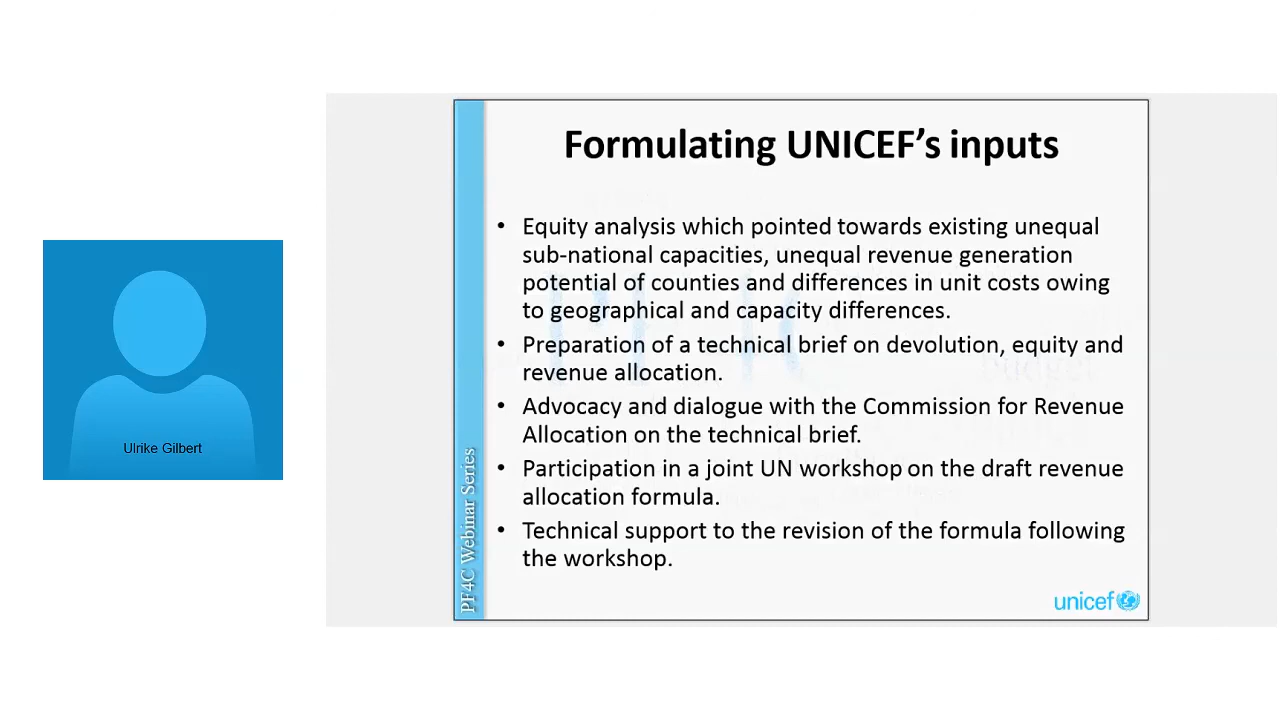 Formulating UNICEF's inputs
• Equity analysis which pointed towards existing unequal
sub-national capacities, unequal revenue generation
potential of counties and differences in unit costs owing
to geographical and capacity differences.
• Preparation of a technical brief on devolution, equity and
revenue allocation.
• Advocacy and dialogue with the Commission for Revenue
Allocation on the technical brief.
• Participation in a joint UN workshop on the draft revenue
allocation formula.
• Technical support to the revision of the formula following
the workshop.
PF4C Webinar Series
unicef
Ulrike Gilbert
budget